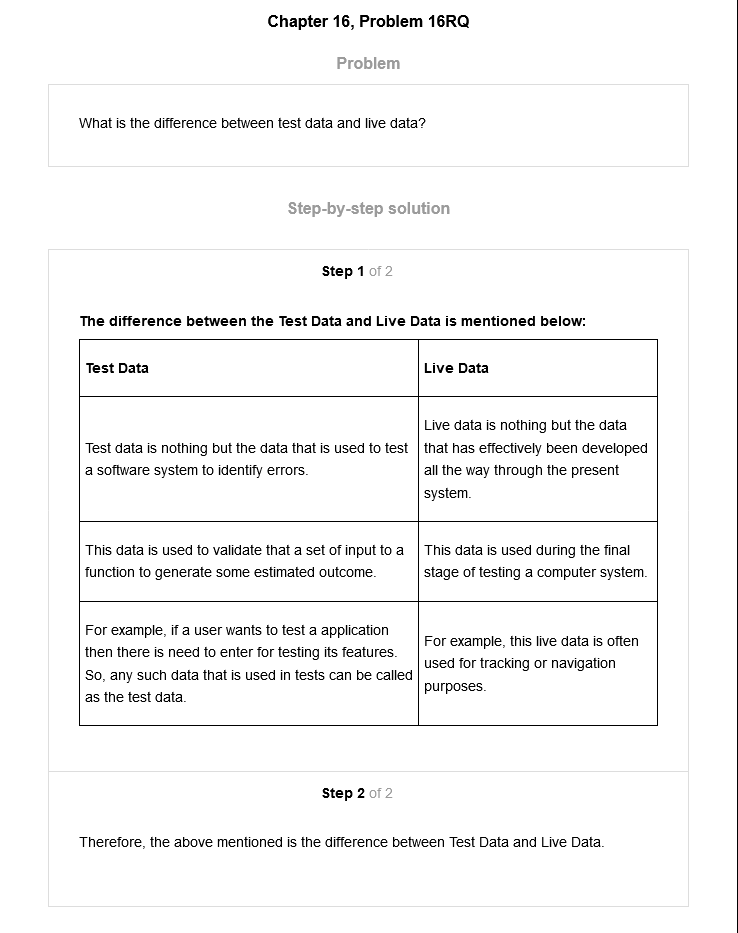 Chapter 16, Problem 16RQ
Problem
What is the difference between test data and live data?
Step-by-step solution
Step 1 of 2
The difference between the Test Data and Live Data is mentioned below:
Test Data
Live Data
Test data is nothing but the data that is used to test
a software system to identify errors.
Live data is nothing but the data
that has effectively been developed
all the way through the present
system.
This data is used to validate that a set of input to a
function to generate some estimated outcome.
This data is used during the final
stage of testing a computer system.
For example, if a user wants to test a application
then there is need to enter for testing its features.
So, any such data that is used in tests can be called
as the test data.
For example, this live data is often
used for tracking or navigation
purposes.
Step 2 of 2
Therefore, the above mentioned is the difference between Test Data and Live Data.